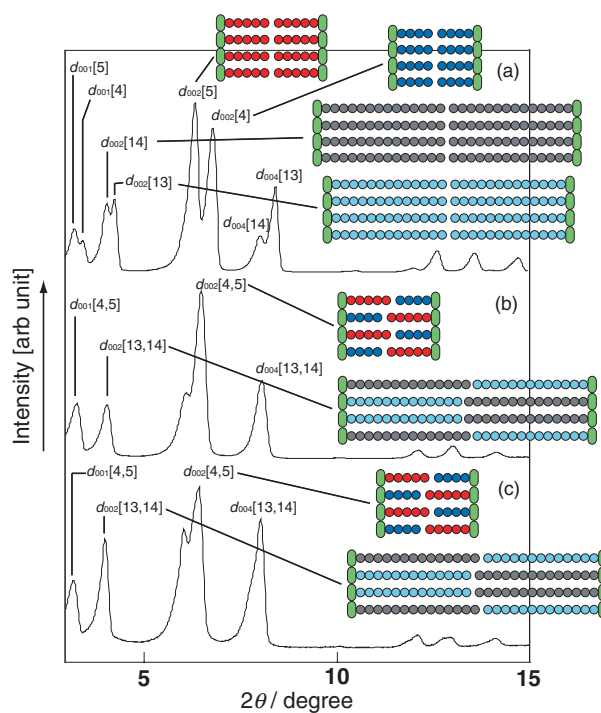 (a)
d001[5]
d001[4]
d002[5]
d002[4]
d002[14]
d002[13]
d004[13]
d004[14]
(b)
d002[4,5]
d001[4,5]
d002[13,14]
d004[13,14]
(c)
d001[4,5]
d002[4,5]
d002[13,14]
d004[13,14]
Intensity [arb unit]
5
10
15
2θ / degree